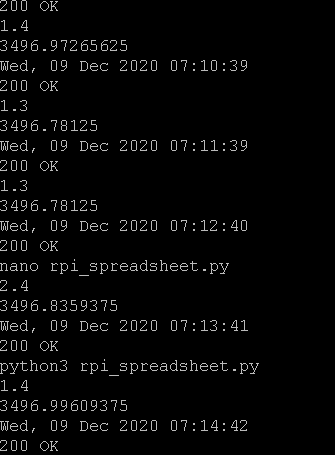 200 OK
1.4
3496.97265625
Wed, 09 Dec 2020 07:10:39
200 OK
1.3
3496.78125
Wed, 09 Dec 2020 07:11:39
200 OK
1.3
3496.78125
Wed, 09 Dec 2020 07:12:40
200 OK
nano rpi_spreadsheet.py
2.4
3496.8359375
Wed, 09 Dec 2020 07:13:41
200 OK
python3 rpi_spreadsheet.py
1.4
3496.99609375
Wed, 09 Dec 2020 07:14:42
200 OK